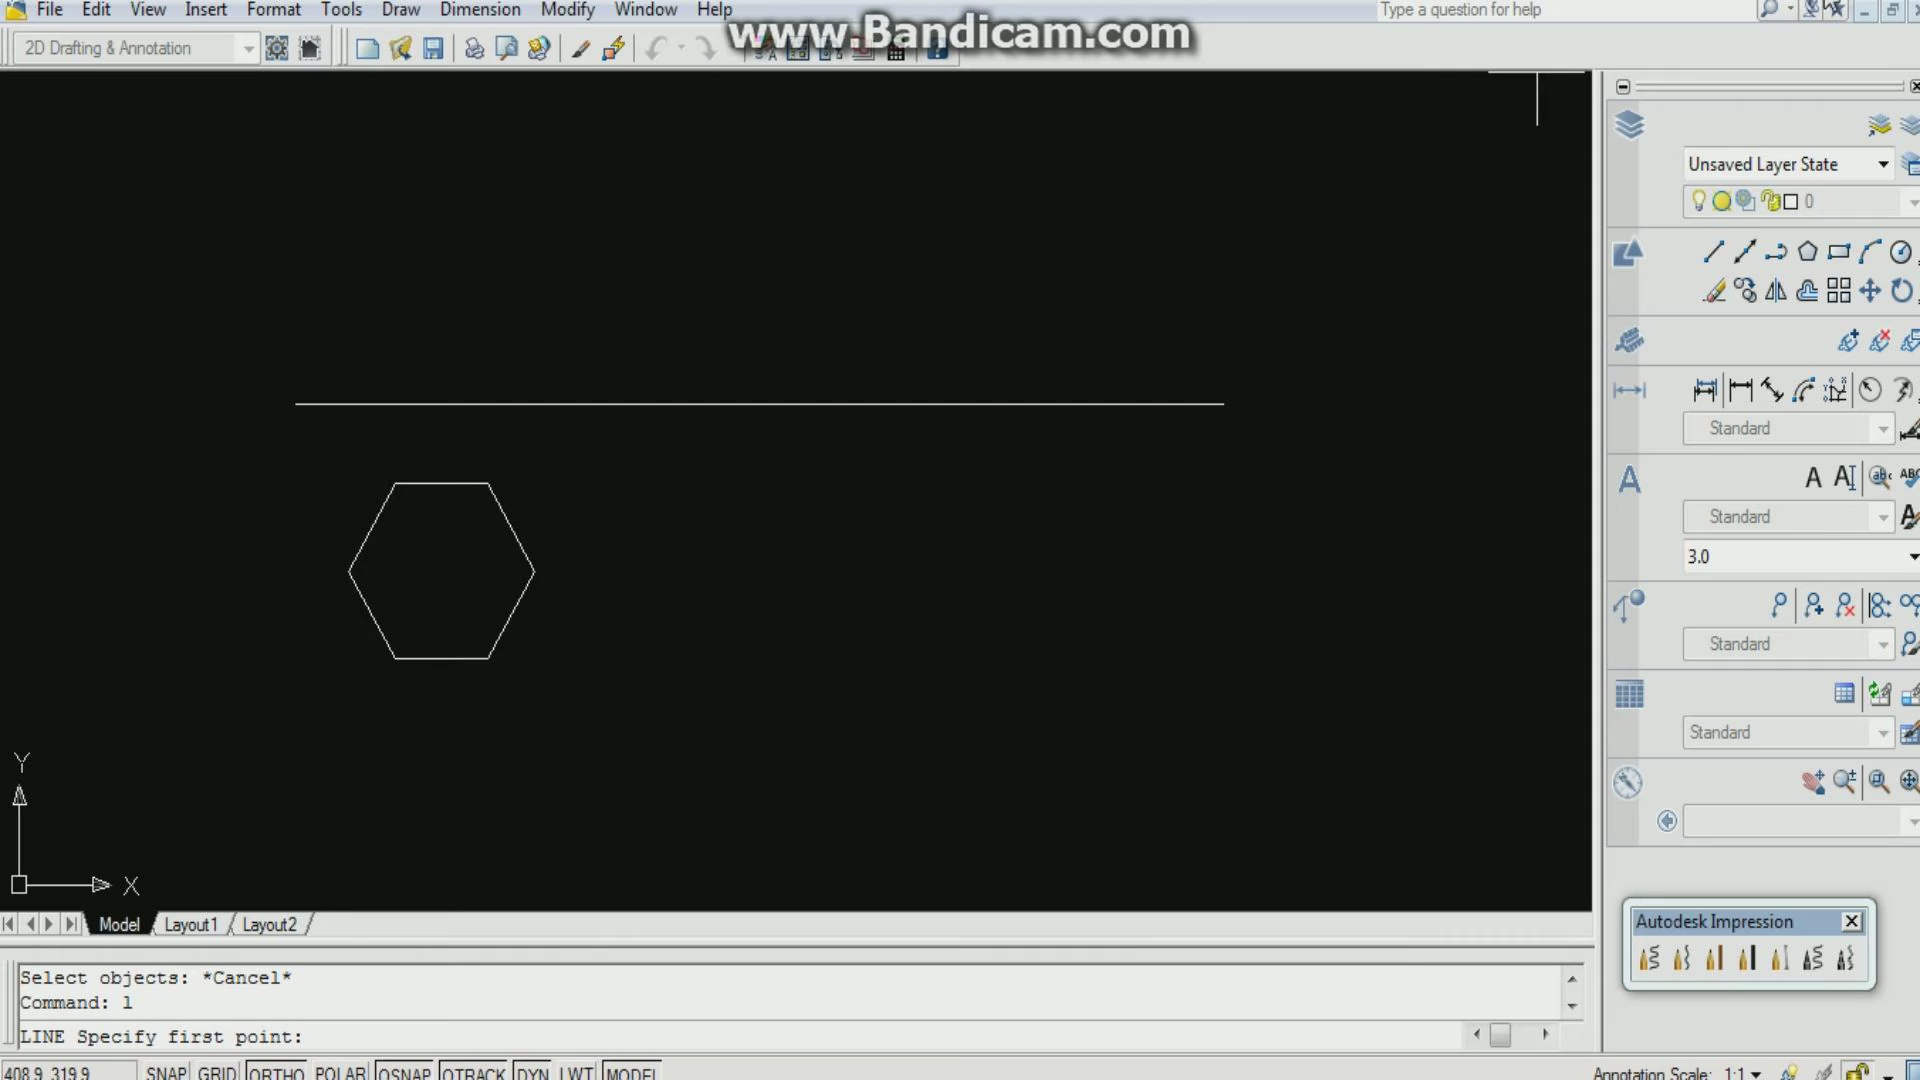 File Edit View Insert Format Tools Draw Dimension Modify Window Help
Type a question for help
www.Bandicam.com
2D Drafting & Annotation
Unsaved Layer State
0
Standard
A A
ABC
Standard
A
3.0
Standard
Standard
Y
X
Model Layout1 Layout2
Autodesk Impression
Select objects: *Cancel*
Command: l
LINE Specify first point:
408.9, 319.9 SNAP GRID ORTHO POLAR OSNAP OTRACK DYN LWT MODEL
Annotation Scale: 1:1